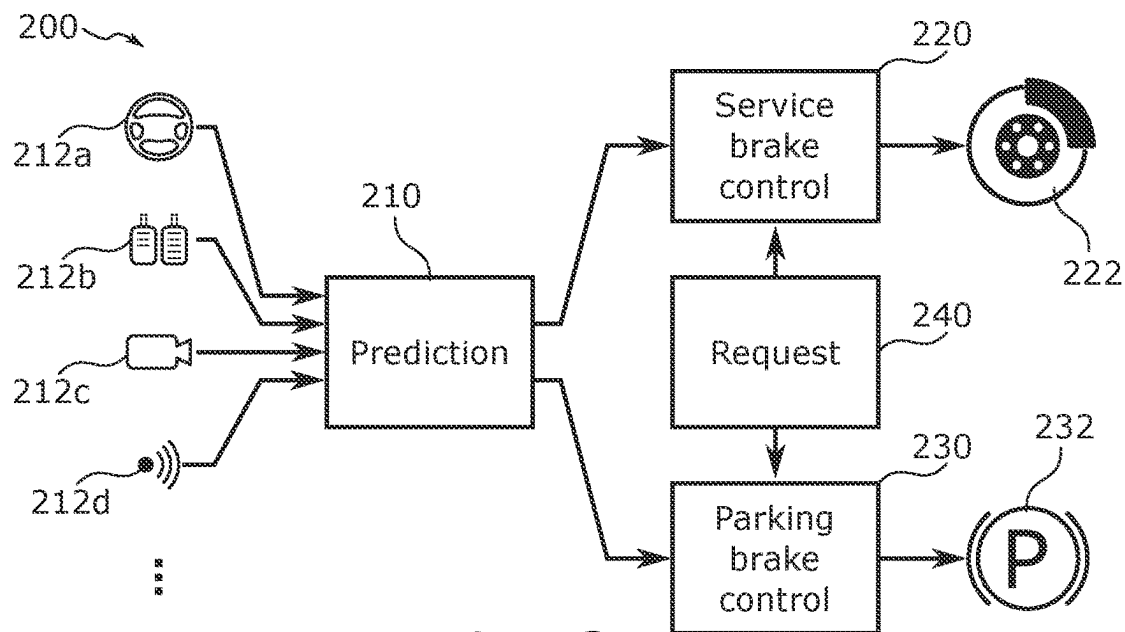 200
220
Service
brake
control
212a
210
212b
222
240
Prediction
Request
212c
232
230
212d
Parking
brake
control
P